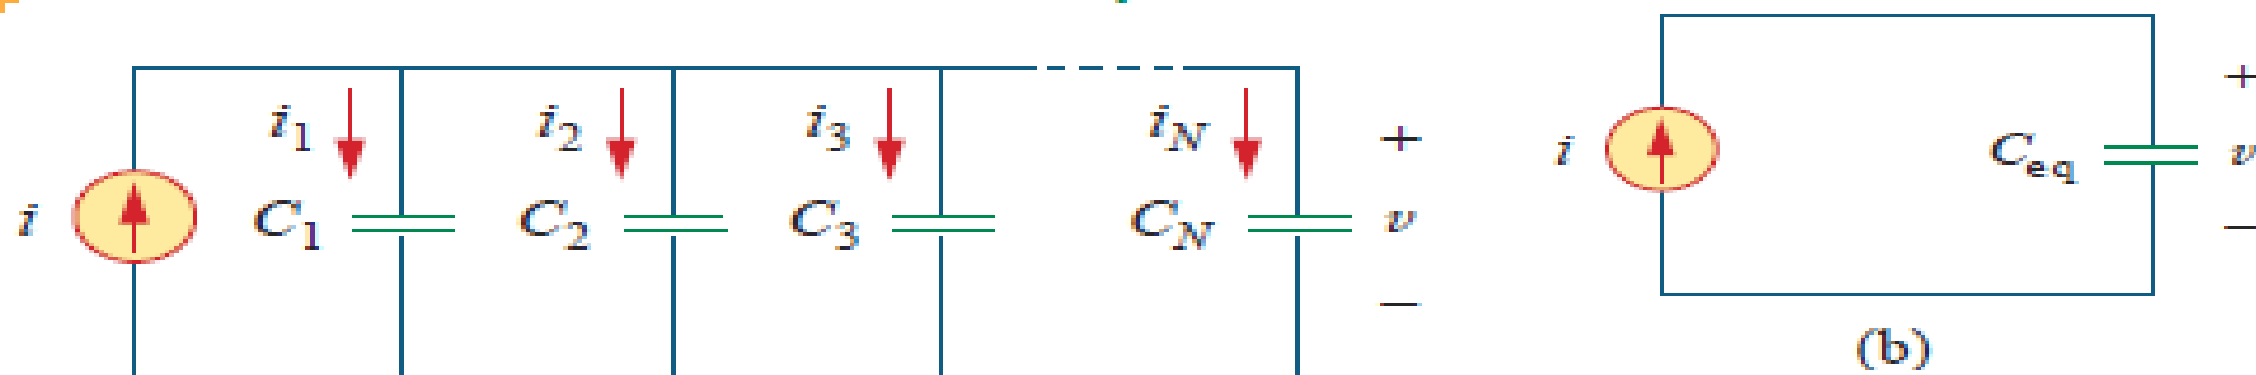 i
i1
C1
i2
C2
i3
C3
iN
CN
+
v
−
i
Ceq
+
v
−
(b)